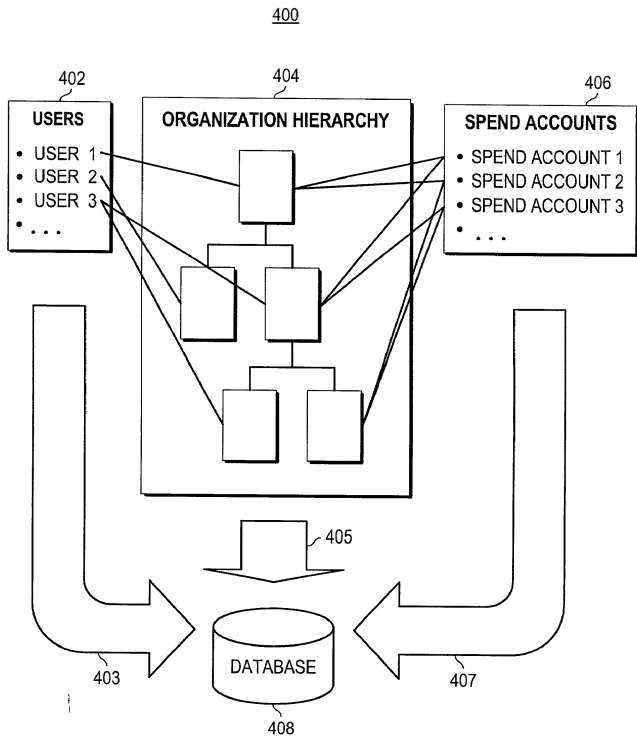 400
402
404
406
USERS
• USER 1
• USER 2
• USER 3
• . . .
ORGANIZATION HIERARCHY
SPEND ACCOUNTS
• SPEND ACCOUNT 1
• SPEND ACCOUNT 2
• SPEND ACCOUNT 3
• . . .
405
403
DATABASE
407
408